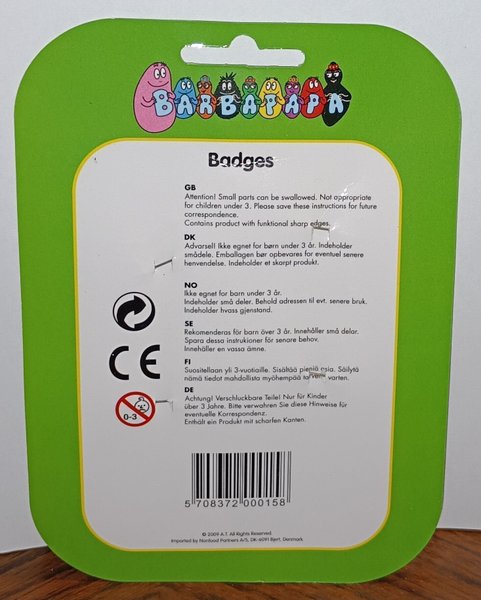 BARBAPAPA
Badges
GB
Attention! Small parts can be swallowed. Not appropriate
for children under 3. Please save these instructions for future
correspondence.
Contains product with funktional sharp edges.
DK
Advarsel! Ikke egnet for børn under 3 år. Indeholder
smådele. Emballagen bør opbevares for eventuel senere
henvendelse. Indeholder et skarpt produkt.
NO
Ikke egnet for barn under 3 år.
Indeholder små deler. Behold adressen til evt. senere bruk.
Indeholder hvass gjenstand.
SE
Rekomenderas för barn över 3 år. Innehåller små delar.
Spara dessa instruktioner för senare behov.
Innehåller en vassa ämne.
FI
Suositellaan yli 3-vuotiaille. Sisältää pieniä osia. Säilytä
nämä tiedot mahdollista myöhempää tarvetta varten.
CE
DE
Achtung! Verschluckbare Teile! Nur für Kinder
über 3 Jahre. Bitte verwahren Sie diese Hinweise für
eventuelle Korrespondenz.
Enthält ein Produkt mit scharfen Kanten.
0-3
5 708372 000158
© 2009 A.T. All Rights Reserved.
Imported by Nonfood Partners A/S, DK-6091 Bjert, Denmark.